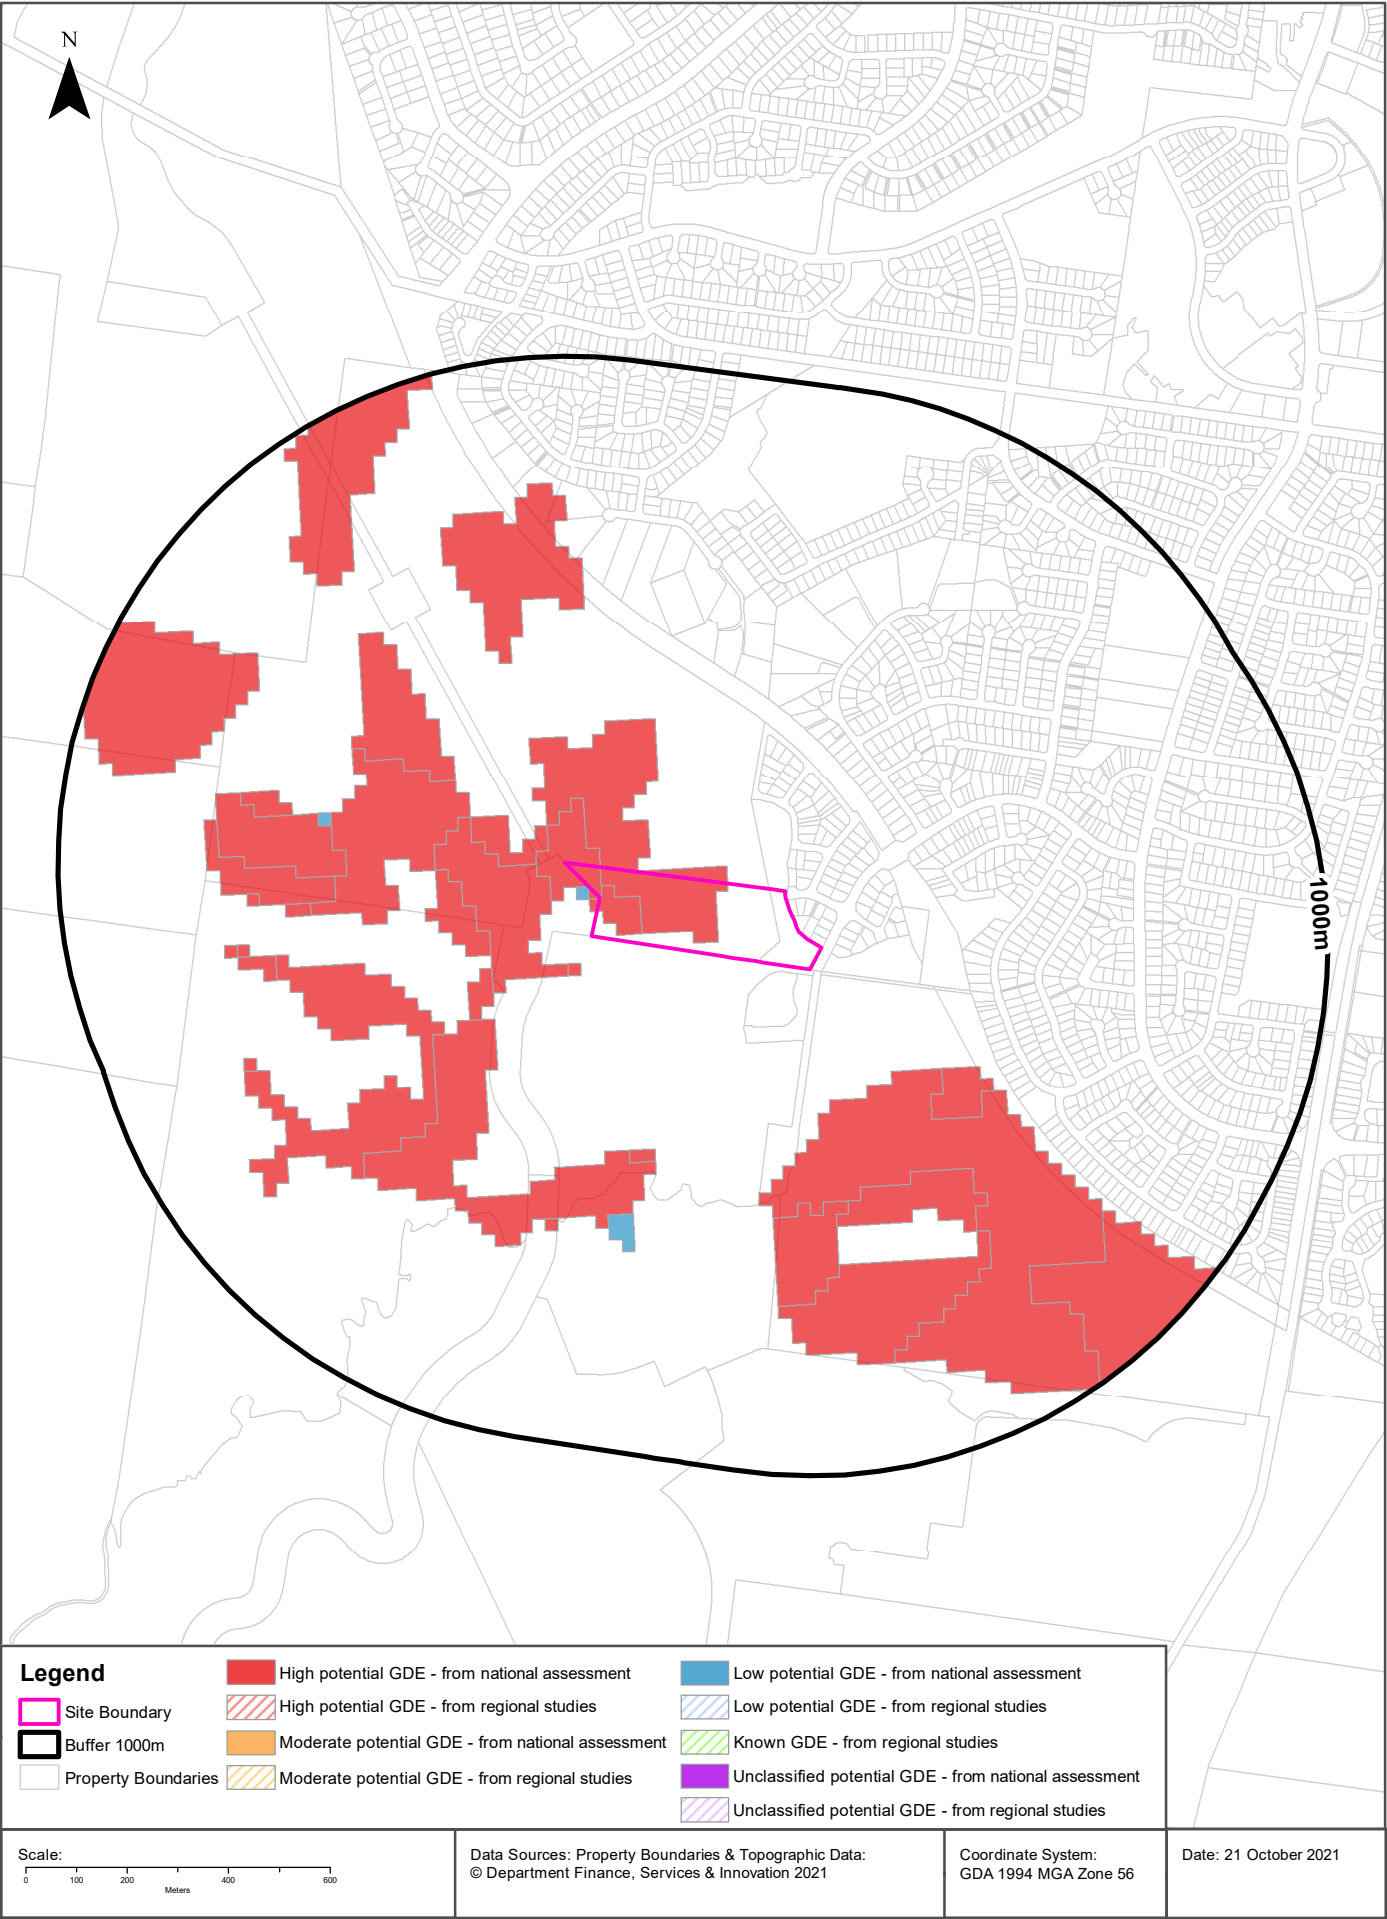 N
1000m
Legend
Site Boundary
Buffer 1000m
Property Boundaries
High potential GDE - from national assessment
High potential GDE - from regional studies
Moderate potential GDE - from national assessment
Moderate potential GDE - from regional studies
Low potential GDE - from national assessment
Low potential GDE - from regional studies
Known GDE - from regional studies
Unclassified potential GDE - from national assessment
Unclassified potential GDE - from regional studies
Scale:
0 100 200 400 600
Meters
Data Sources: Property Boundaries & Topographic Data:
© Department Finance, Services & Innovation 2021
Coordinate System:
GDA 1994 MGA Zone 56
Date: 21 October 2021